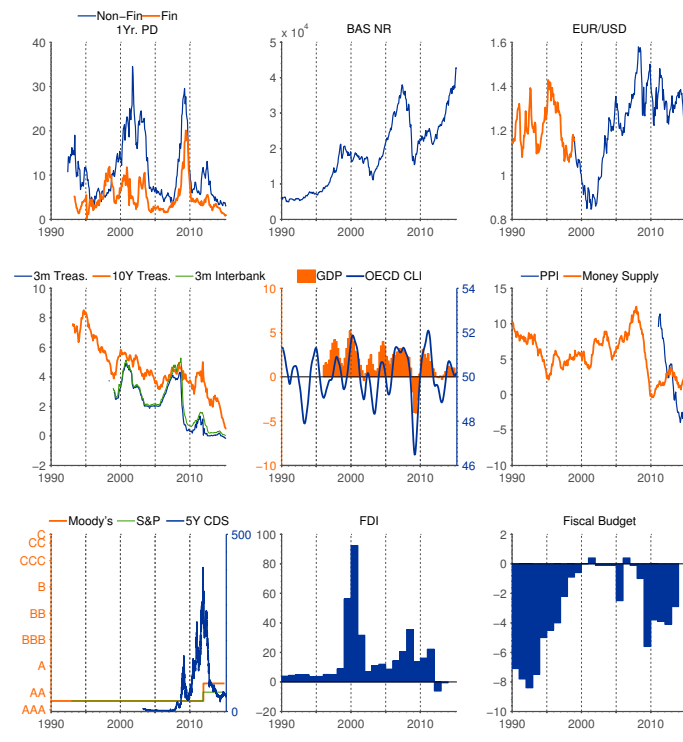 Non-Fin Fin
1Yr. PD
40
30
20
10
0
1990 2000 2010
BAS NR
5 x 10^4
4
3
2
1
0
1990 2000 2010
EUR/USD
1.6
1.4
1.2
1
0.8
1990 2000 2010
3m Treas. 10Y Treas. 3m Interbank
10
8
6
4
2
0
−2
1990 2000 2010
GDP OECD CLI
10
5
0
−5
−10
54
52
50
48
46
1990 2000 2010
PPI Money Supply
15
10
5
0
−5
−10
1990 2000 2010
Moody's S&P 5Y CDS
C
CC
CCC
B
BB
BBB
A
AA
AAA
500
0
1990 2000 2010
FDI
100
80
60
40
20
0
−20
1990 2000 2010
Fiscal Budget
2
0
−2
−4
−6
−8
−10
1990 2000 2010